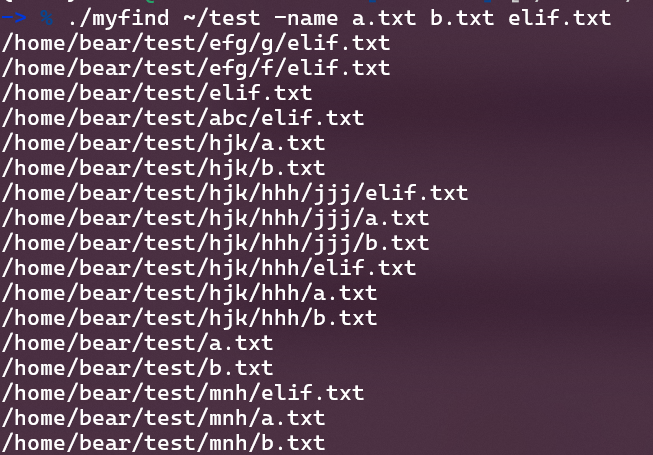 -> % ./myfind ~/test -name a.txt b.txt elif.txt
/home/bear/test/efg/g/elif.txt
/home/bear/test/efg/f/elif.txt
/home/bear/test/elif.txt
/home/bear/test/abc/elif.txt
/home/bear/test/hjk/a.txt
/home/bear/test/hjk/b.txt
/home/bear/test/hjk/hhh/jjj/elif.txt
/home/bear/test/hjk/hhh/jjj/a.txt
/home/bear/test/hjk/hhh/jjj/b.txt
/home/bear/test/hjk/hhh/elif.txt
/home/bear/test/hjk/hhh/a.txt
/home/bear/test/hjk/hhh/b.txt
/home/bear/test/a.txt
/home/bear/test/b.txt
/home/bear/test/mnh/elif.txt
/home/bear/test/mnh/a.txt
/home/bear/test/mnh/b.txt